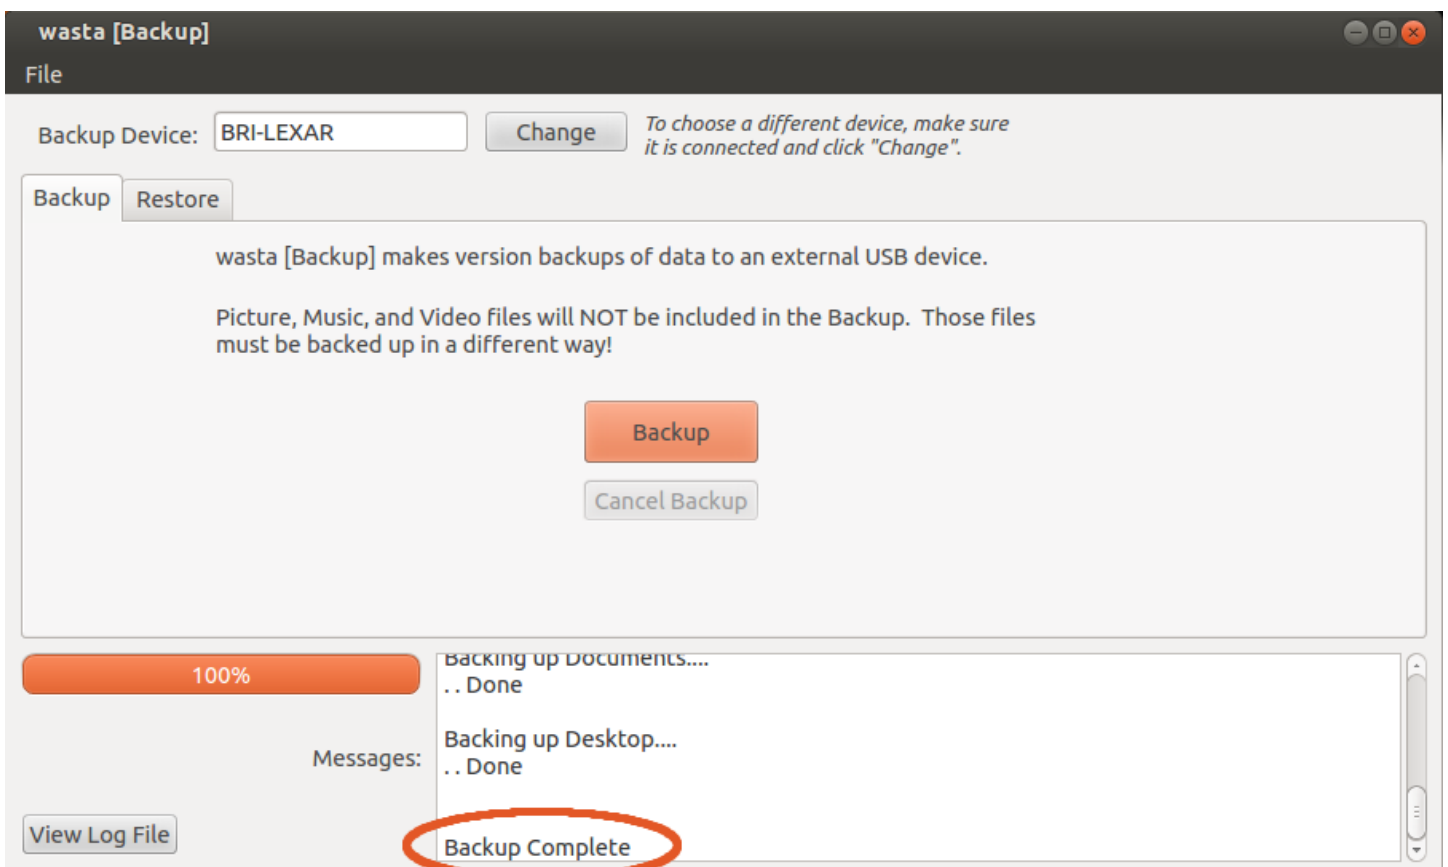 wasta [Backup]
File
Backup Device:
BRI-LEXAR
Change
To choose a different device, make sure
it is connected and click "Change".
Backup
Restore
wasta [Backup] makes version backups of data to an external USB device.
Picture, Music, and Video files will NOT be included in the Backup.  Those files
must be backed up in a different way!
Backup
Cancel Backup
100%
Messages:
View Log File
Backing up Documents....
. . Done
Backing up Desktop....
. . Done
Backup Complete